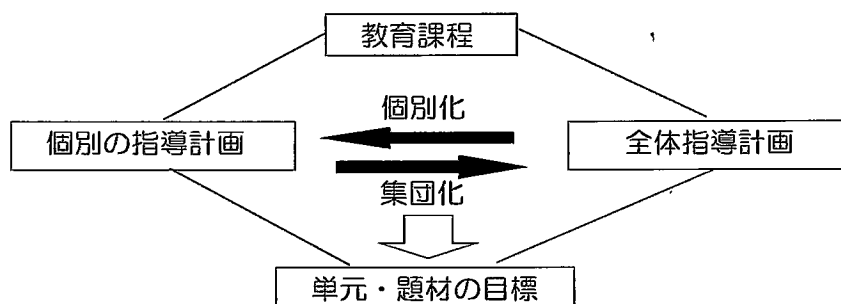 教育課程
個別化
個別の指導計画
全体指導計画
集団化
単元・題材の目標